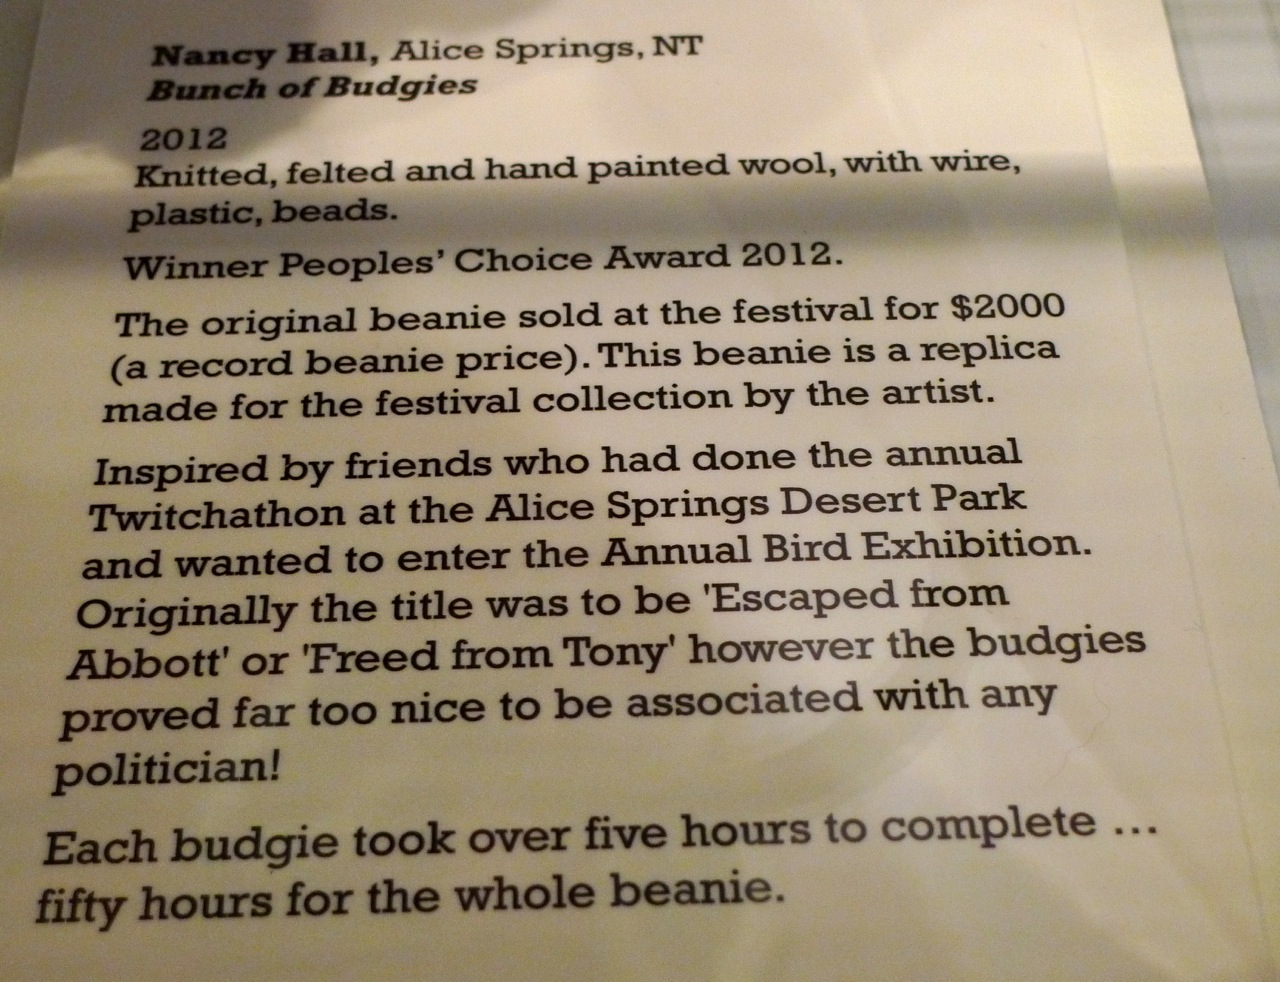 Nancy Hall, Alice Springs, NT
Bunch of Budgies
2012
Knitted, felted and hand painted wool, with wire,
plastic, beads.
Winner Peoples’ Choice Award 2012.
The original beanie sold at the festival for $2000
(a record beanie price). This beanie is a replica
made for the festival collection by the artist.
Inspired by friends who had done the annual
Twitchathon at the Alice Springs Desert Park
and wanted to enter the Annual Bird Exhibition.
Originally the title was to be 'Escaped from
Abbott' or 'Freed from Tony' however the budgies
proved far too nice to be associated with any
politician!
Each budgie took over five hours to complete ...
fifty hours for the whole beanie.